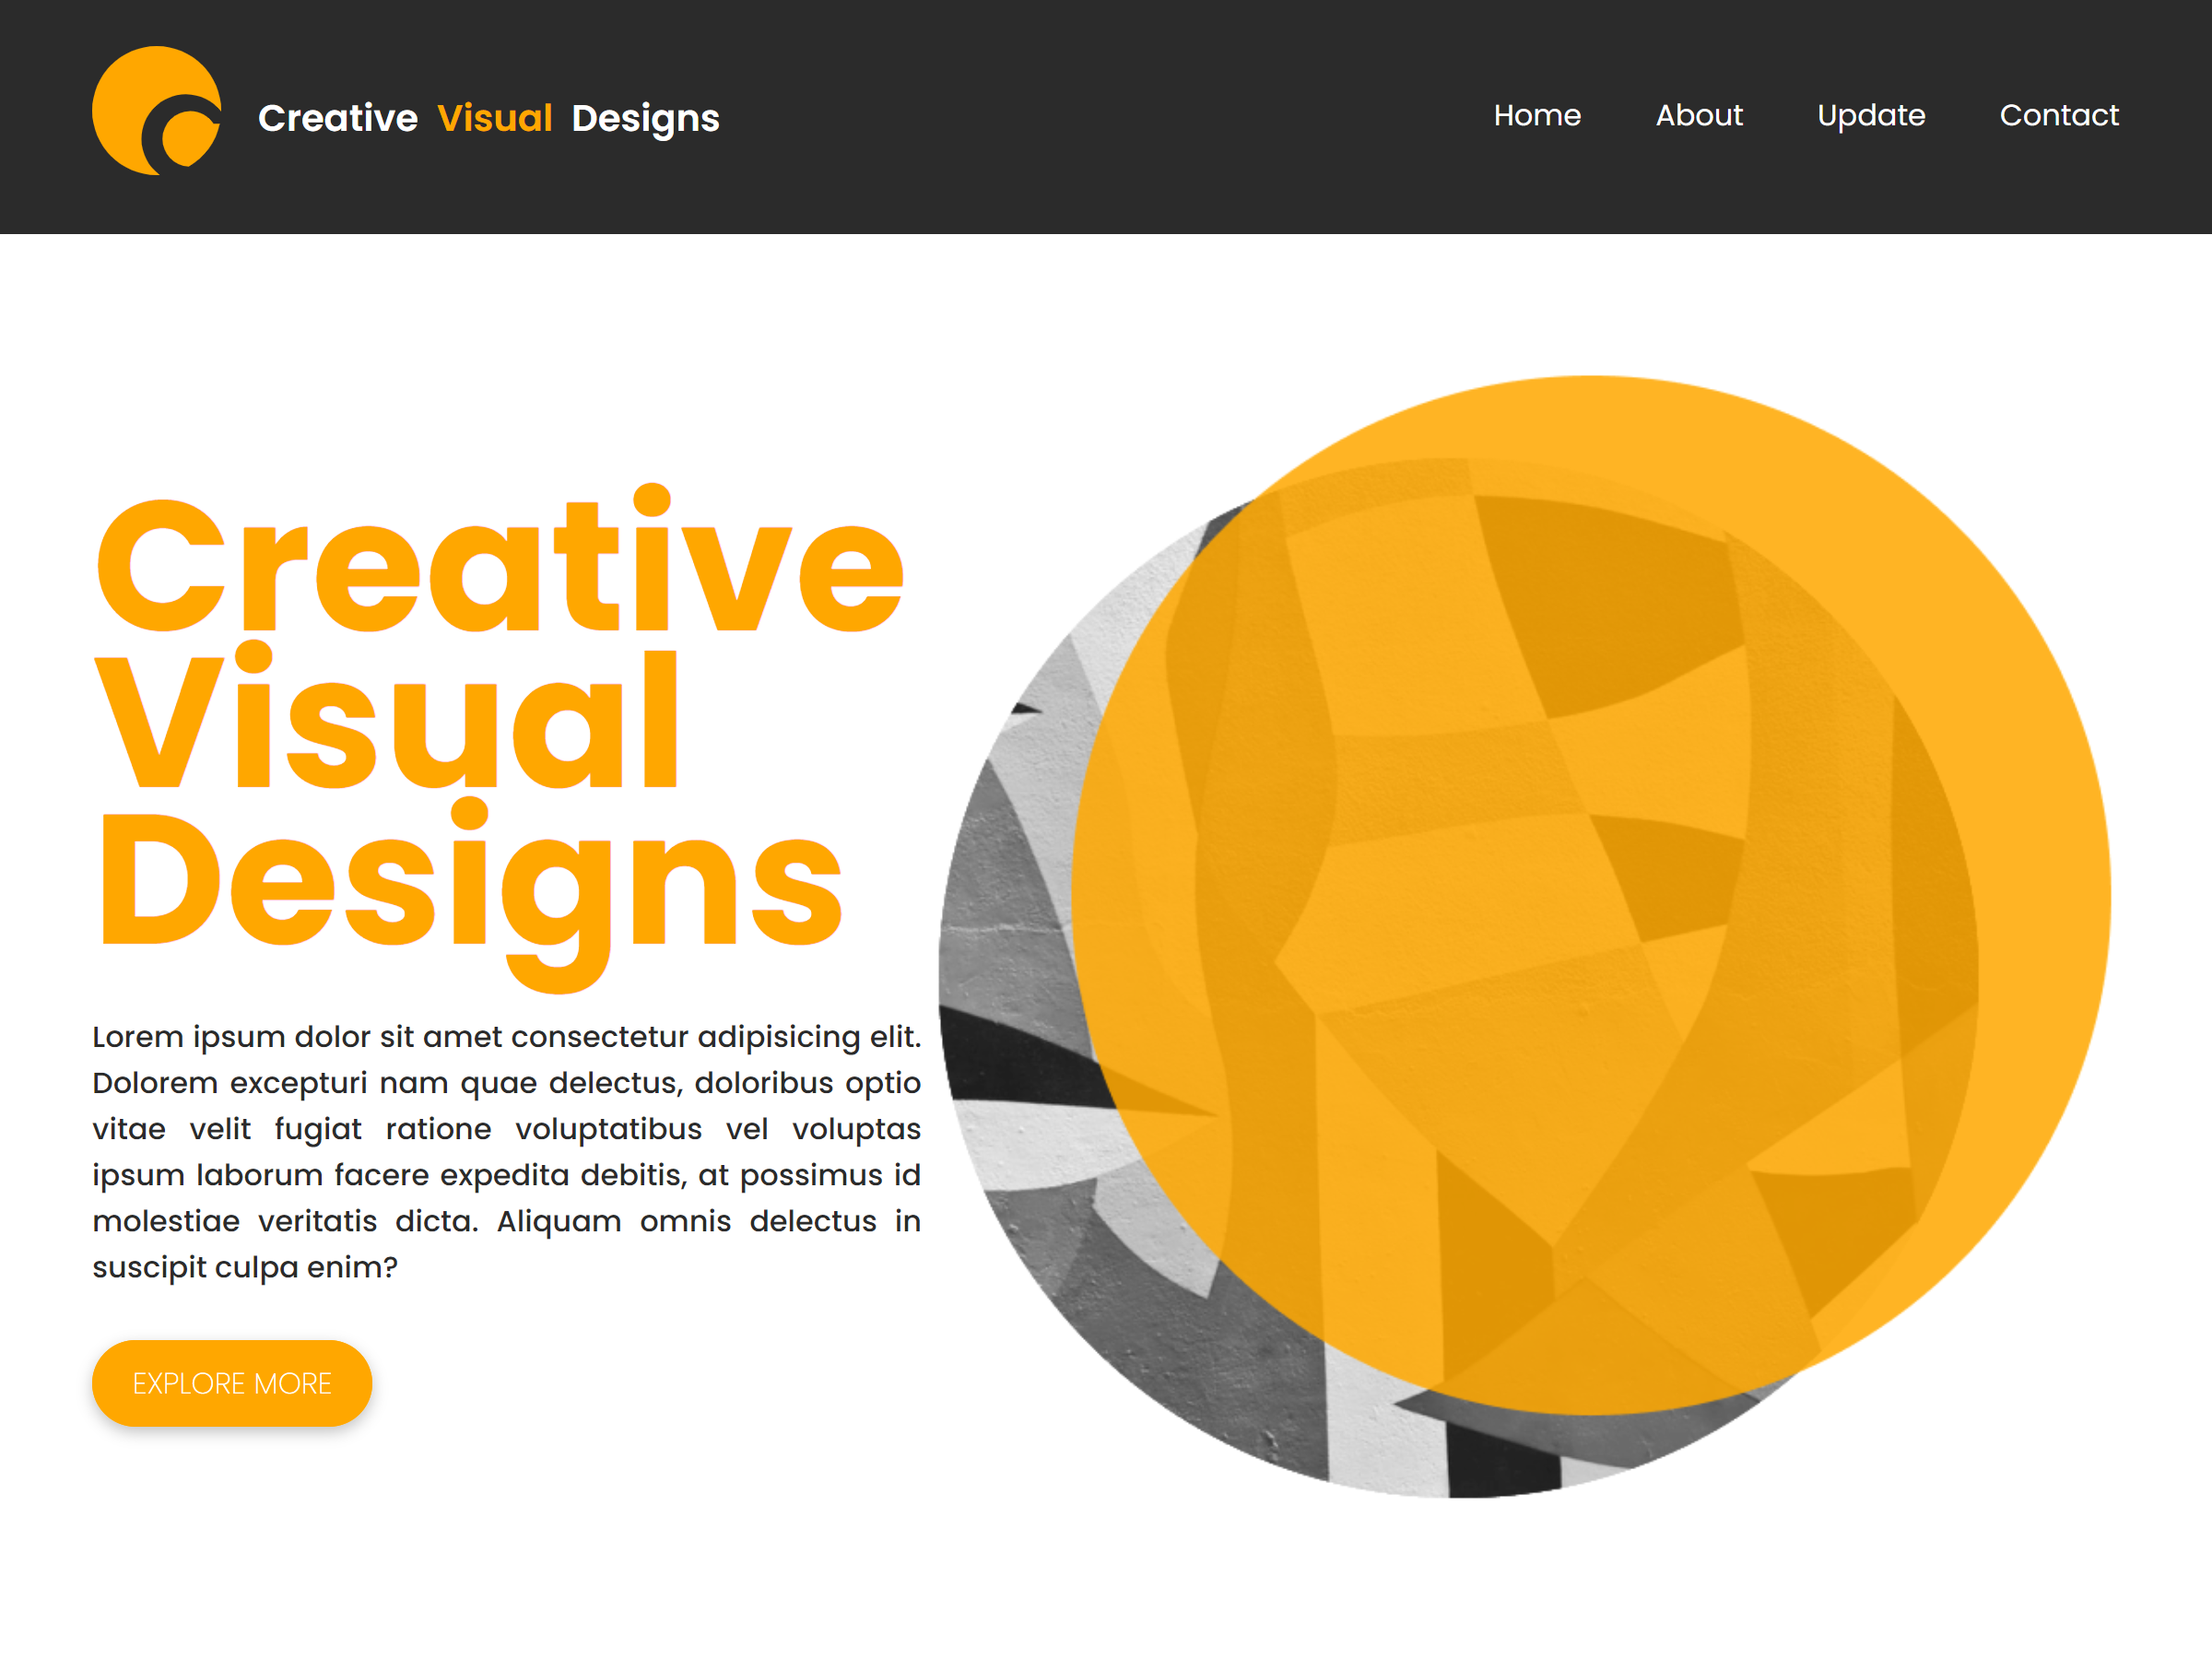 Creative Visual Designs
Home About Update Contact
Creative
Visual
Designs
Lorem ipsum dolor sit amet consectetur adipisicing elit.
Dolorem excepturi nam quae delectus, doloribus optio
vitae velit fugiat ratione voluptatibus vel voluptas
ipsum laborum facere expedita debitis, at possimus id
molestiae veritatis dicta. Aliquam omnis delectus in
suscipit culpa enim?
EXPLORE MORE